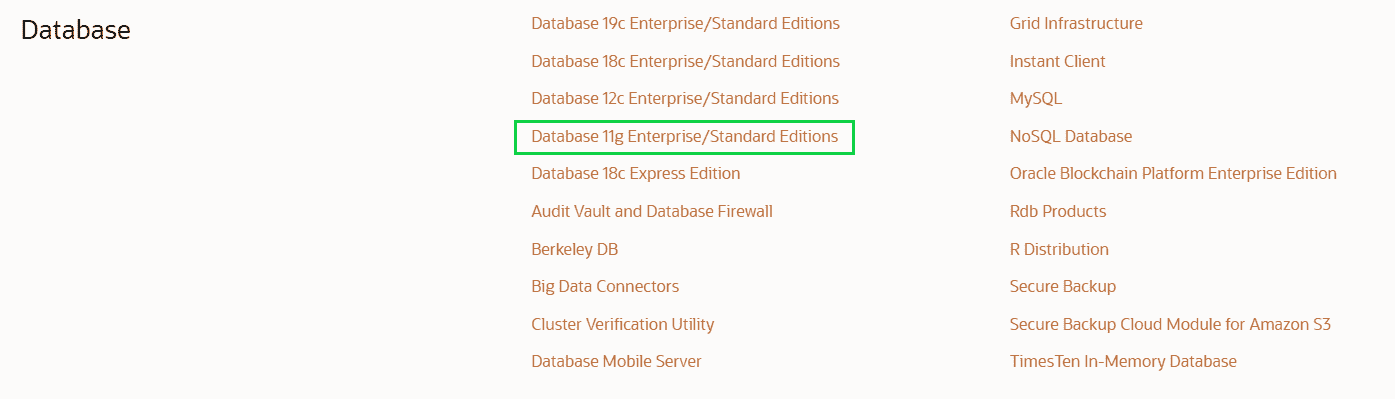 Database
Database 19c Enterprise/Standard Editions
Database 18c Enterprise/Standard Editions
Database 12c Enterprise/Standard Editions
Database 11g Enterprise/Standard Editions
Database 18c Express Edition
Audit Vault and Database Firewall
Berkeley DB
Big Data Connectors
Cluster Verification Utility
Database Mobile Server
Grid Infrastructure
Instant Client
MySQL
NoSQL Database
Oracle Blockchain Platform Enterprise Edition
Rdb Products
R Distribution
Secure Backup
Secure Backup Cloud Module for Amazon S3
TimesTen In-Memory Database